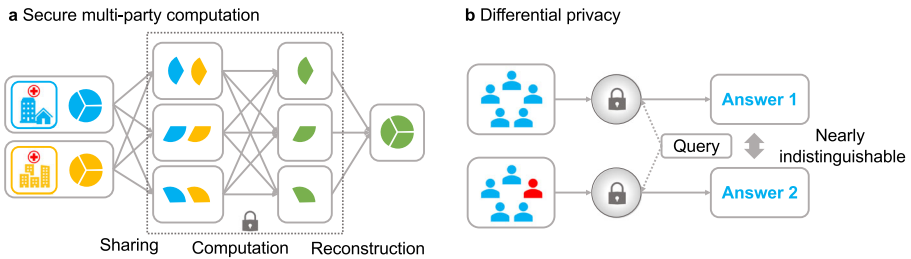 a Secure multi-party computation
Sharing
Computation
Reconstruction
b Differential privacy
Answer 1
Query
Nearly
indistinguishable
Answer 2